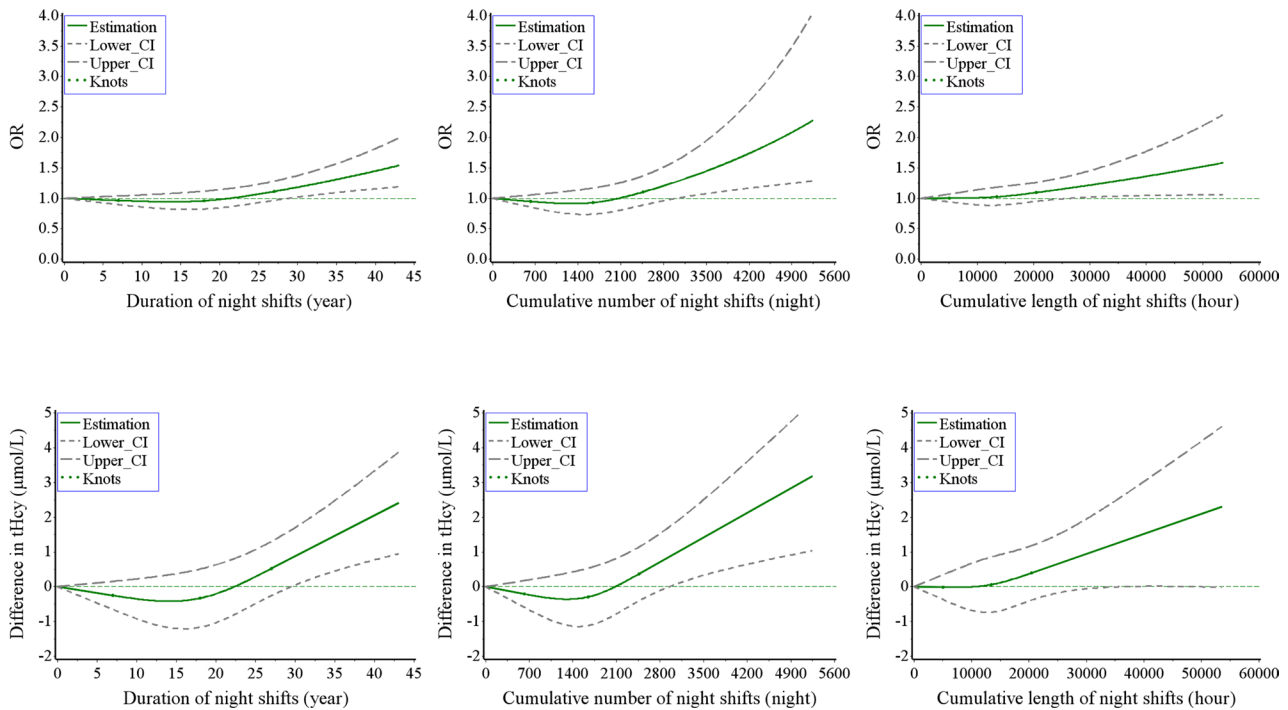 4.0
3.5
3.0
2.5
2.0
1.5
1.0
0.5
0.0
OR
Estimation
Lower_CI
Upper_CI
Knots
0 5 10 15 20 25 30 35 40 45
Duration of night shifts (year)
4.0
3.5
3.0
2.5
2.0
1.5
1.0
0.5
0.0
OR
Estimation
Lower_CI
Upper_CI
Knots
0 700 1400 2100 2800 3500 4200 4900 5600
Cumulative number of night shifts (night)
4.0
3.5
3.0
2.5
2.0
1.5
1.0
0.5
0.0
OR
Estimation
Lower_CI
Upper_CI
Knots
0 10000 20000 30000 40000 50000 60000
Cumulative length of night shifts (hour)
5
4
3
2
1
0
-1
-2
Difference in tHcy (μmol/L)
Estimation
Lower_CI
Upper_CI
Knots
0 5 10 15 20 25 30 35 40 45
Duration of night shifts (year)
5
4
3
2
1
0
-1
-2
Difference in tHcy (μmol/L)
Estimation
Lower_CI
Upper_CI
Knots
0 700 1400 2100 2800 3500 4200 4900 5600
Cumulative number of night shifts (night)
5
4
3
2
1
0
-1
-2
Difference in tHcy (μmol/L)
Estimation
Lower_CI
Upper_CI
Knots
0 10000 20000 30000 40000 50000 60000
Cumulative length of night shifts (hour)